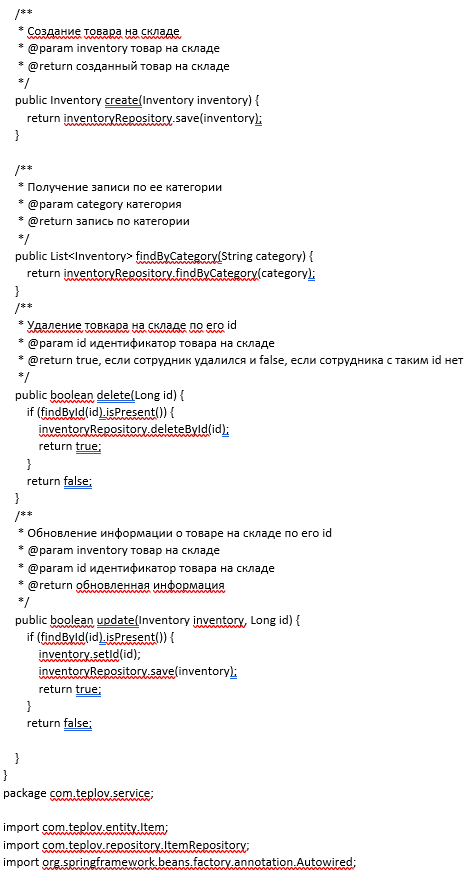 /**
* Создание товара на складе
* @param inventory товар на складе
* @return созданный товар на складе
*/
public Inventory create(Inventory inventory) {
return inventoryRepository.save(inventory);
}
/**
* Получение записи по ее категории
* @param category категория
* @return запись по категории
*/
public List<Inventory> findByCategory(String category) {
return inventoryRepository.findByCategory(category);
}
/**
* Удаление товкара на складе по его id
* @param id идентификатор товара на складе
* @return true, если сотрудник удалился и false, если сотрудника с таким id нет
*/
public boolean delete(Long id) {
if (findById(id).isPresent()) {
inventoryRepository.deleteById(id);
return true;
}
return false;
}
/**
* Обновление информации о товаре на складе по его id
* @param inventory товар на складе
* @param id идентификатор товара на складе
* @return обновленная информация
*/
public boolean update(Inventory inventory, Long id) {
if (findById(id).isPresent()) {
inventory.setId(id);
inventoryRepository.save(inventory);
return true;
}
return false;
}
}
package com.teplov.service;
import com.teplov.entity.Item;
import com.teplov.repository.ItemRepository;
import org.springframework.beans.factory.annotation.Autowired;